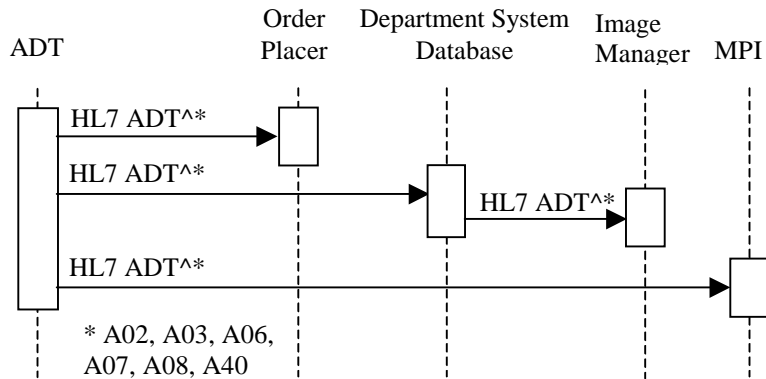 ADT
Order
Placer
Department System
Database
Image
Manager
MPI
HL7 ADT^*
HL7 ADT^*
HL7 ADT^*
HL7 ADT^*
* A02, A03, A06,
A07, A08, A40